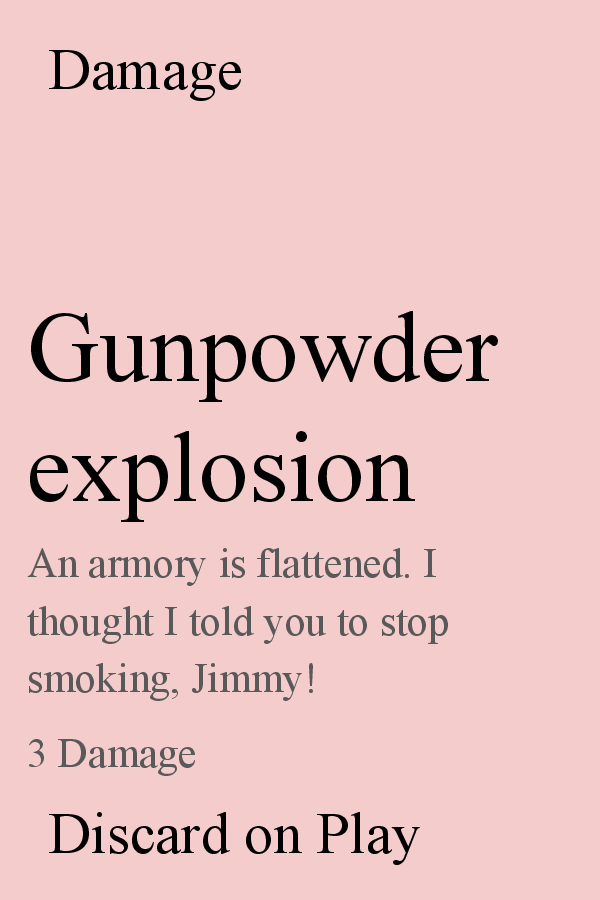 Damage
Gunpowder
explosion
An armory is flattened. I
thought I told you to stop
smoking, Jimmy!
3 Damage
Discard on Play